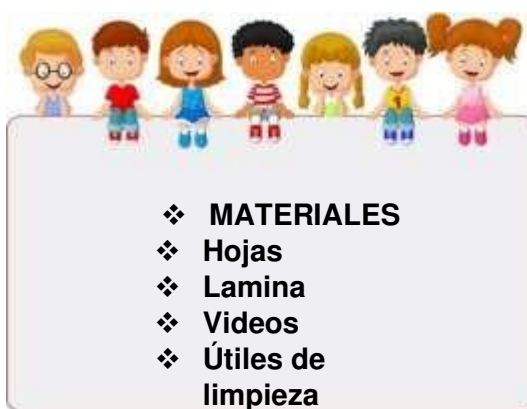 ❖ MATERIALES
❖ Hojas
❖ Lamina
❖ Videos
❖ Útiles de
limpieza